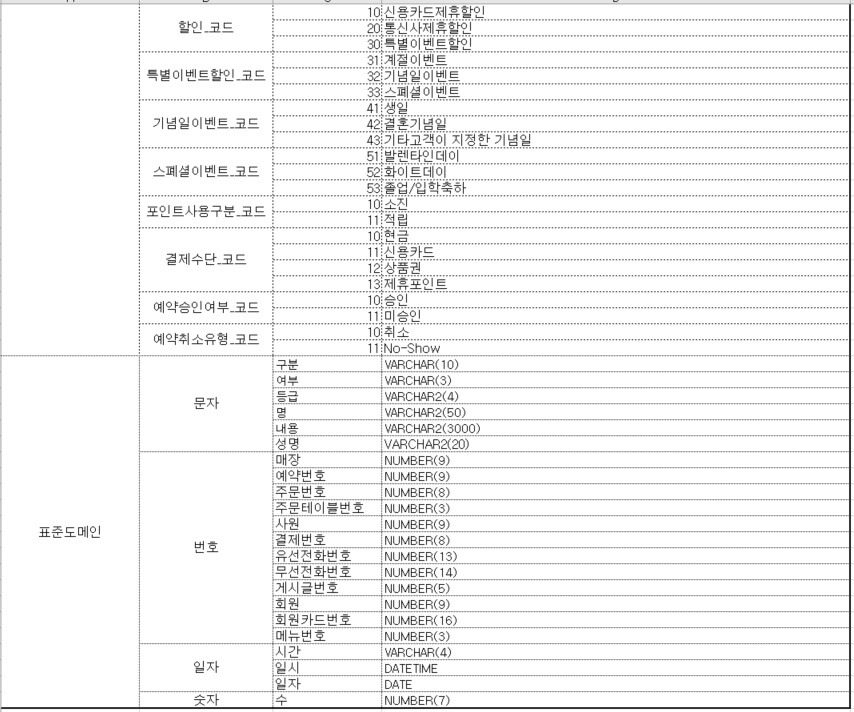 할인_코드
10 신용카드제휴할인
20 통신사제휴할인
30 특별이벤트할인
특별이벤트할인_코드
31 계절이벤트
32 기념일이벤트
33 스페셜이벤트
기념일이벤트_코드
41 생일
42 결혼기념일
43 기타고객이 지정한 기념일
스폐셜이벤트_코드
51 발렌타인데이
52 화이트데이
53 졸업/입학축하
포인트사용구분_코드
10 소진
11 적립
결제수단_코드
10 현금
11 신용카드
12 상품권
13 제휴포인트
예약승인여부_코드
10 승인
11 미승인
예약취소유형_코드
10 취소
11 No-Show
표준도메인
문자
구분 VARCHAR(10)
여부 VARCHAR(3)
등급 VARCHAR2(4)
명 VARCHAR2(50)
내용 VARCHAR2(3000)
성명 VARCHAR2(20)
번호
매장 NUMBER(9)
예약번호 NUMBER(9)
주문번호 NUMBER(8)
주문테이블번호 NUMBER(3)
사원 NUMBER(9)
결제번호 NUMBER(8)
유선전화번호 NUMBER(13)
무선전화번호 NUMBER(14)
게시글번호 NUMBER(5)
회원 NUMBER(9)
회원카드번호 NUMBER(16)
메뉴번호 NUMBER(3)
일자
시간 VARCHAR(4)
일시 DATETIME
일자 DATE
숫자
수 NUMBER(7)